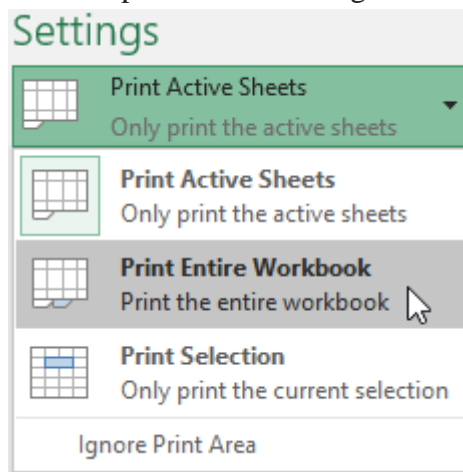 Settings
Print Active Sheets
Only print the active sheets
Print Active Sheets
Only print the active sheets
Print Entire Workbook
Print the entire workbook
Print Selection
Only print the current selection
Ignore Print Area